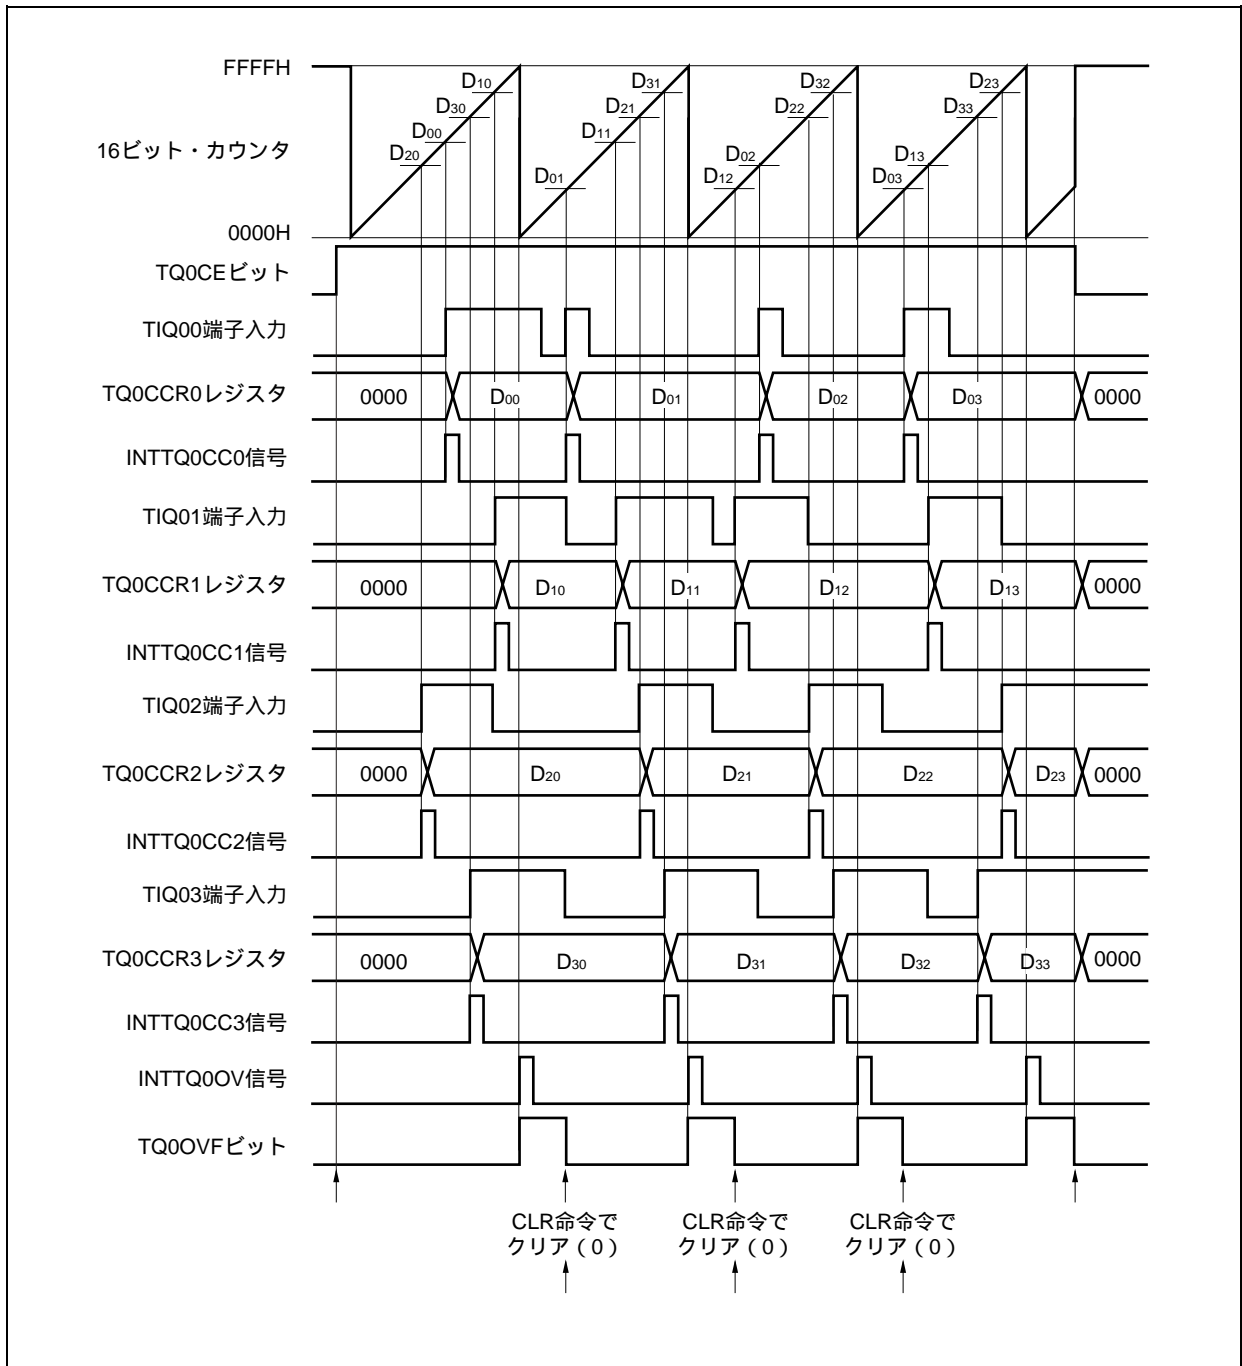 FFFFH
D10
D31
D32
D23
D30
D21
D22
D33
D00
D11
D02
D13
16ビット・カウンタ
D20
D01
D12
D03
0000H
TQ0CEビット
TIQ00端子入力
TQ0CCR0レジスタ
0000
D00
D01
D02
D03
0000
INTTQ0CC0信号
TIQ01端子入力
TQ0CCR1レジスタ
0000
D10
D11
D12
D13
0000
INTTQ0CC1信号
TIQ02端子入力
TQ0CCR2レジスタ
0000
D20
D21
D22
D23
0000
INTTQ0CC2信号
TIQ03端子入力
TQ0CCR3レジスタ
0000
D30
D31
D32
D33
0000
INTTQ0CC3信号
INTTQ0OV信号
TQ0OVFビット
CLR命令で
クリア(0)
CLR命令で
クリア(0)
CLR命令で
クリア(0)